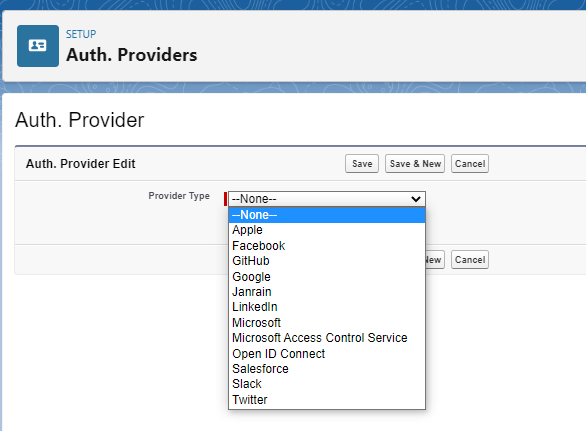 SETUP
Auth. Providers
Auth. Provider
Auth. Provider Edit Save Save & New Cancel
Provider Type --None--
--None--
Apple
Facebook
GitHub
Google
Janrain
LinkedIn
Microsoft
Microsoft Access Control Service
Open ID Connect
Salesforce
Slack
Twitter
New Cancel